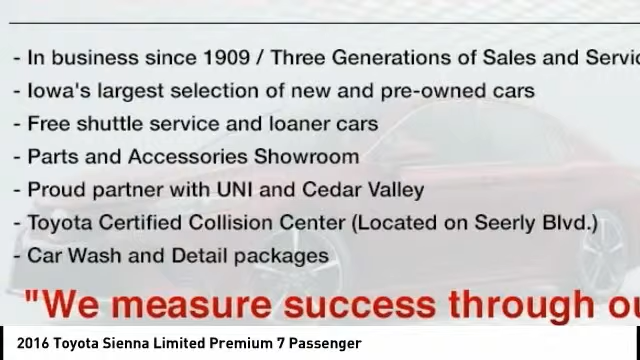 - In business since 1909 / Three Generations of Sales and
- Iowa's largest selection of new and pre-owned cars
- Free shuttle service and loaner cars
- Parts and Accessories Showroom
- Proud partner with UNI and Cedar Valley
- Toyota Certified Collision Center (Located on Seerly Blvd.)
- Car Wash and Detail packages
"We measure success through
2016 Toyota Sienna Limited Premium 7 Passenger